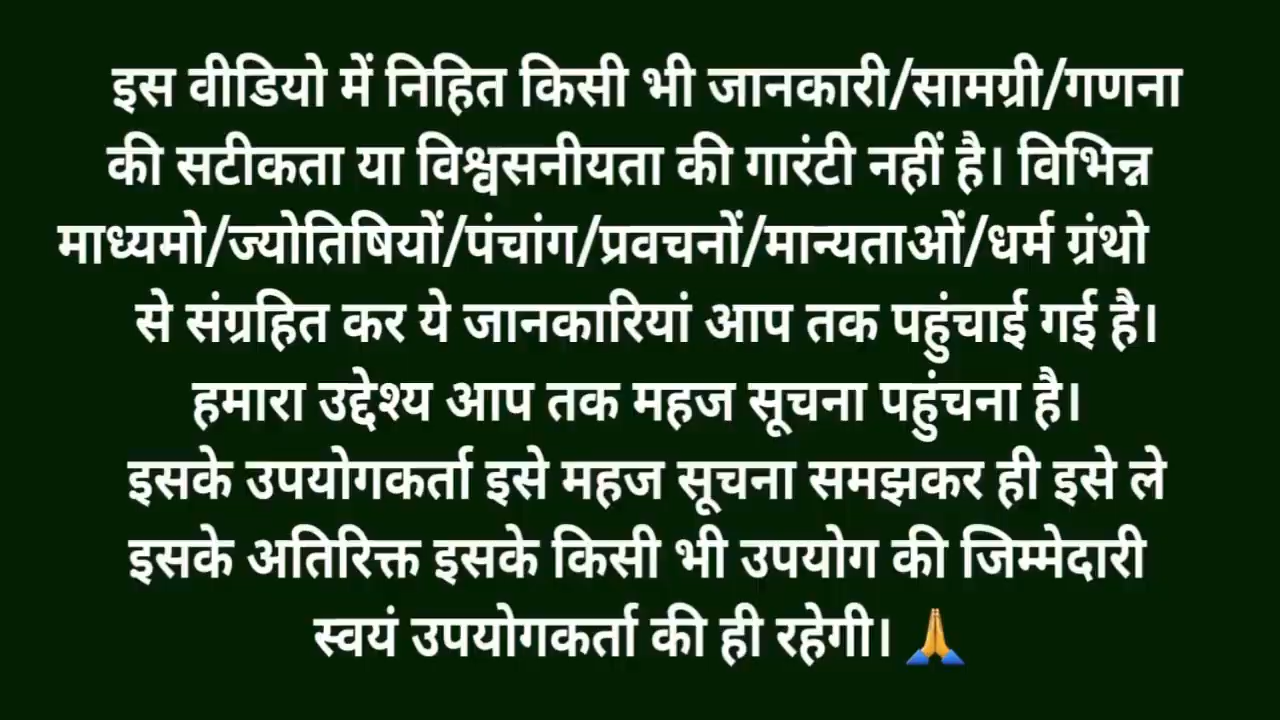 इस वीडियो में निहित किसी भी जानकारी/सामग्री/गणना
की सटीकता या विश्वसनीयता की गारंटी नहीं है। विभिन्न
माध्यमो/ज्योतिषियों/पंचांग/प्रवचनों/मान्यताओं/धर्म ग्रंथो
से संग्रहित कर ये जानकारियां आप तक पहुंचाई गई है।
हमारा उद्देश्य आप तक महज सूचना पहुंचना है।
इसके उपयोगकर्ता इसे महज सूचना समझकर ही इसे ले
इसके अतिरिक्त इसके किसी भी उपयोग की जिम्मेदारी
स्वयं उपयोगकर्ता की ही रहेगी। 🙏